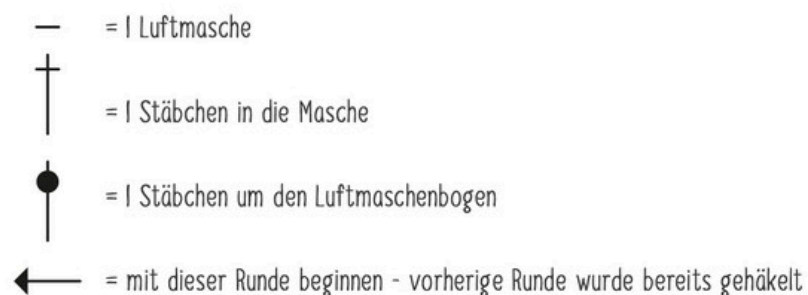 = 1 Luftmasche
= 1 Stäbchen in die Masche
= 1 Stäbchen um den Luftmaschenbogen
= mit dieser Runde beginnen - vorherige Runde wurde bereits gehäkelt